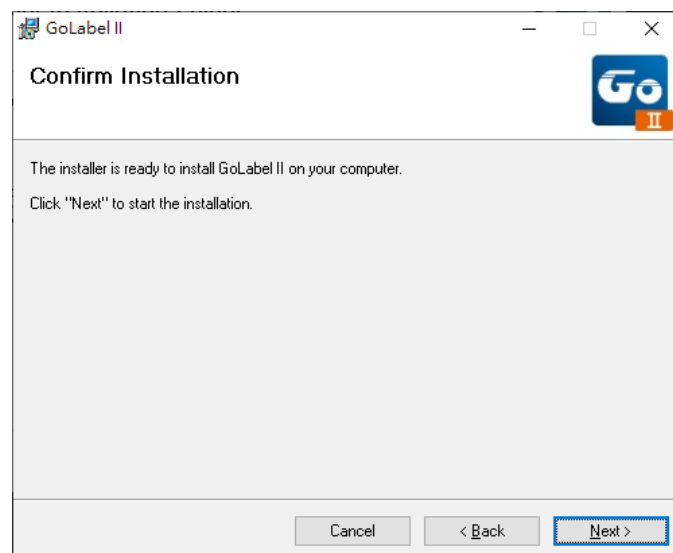 GoLabel II
Confirm Installation
Go
II
The installer is ready to install GoLabel II on your computer.
Click "Next" to start the installation.
Cancel
< Back
Next >